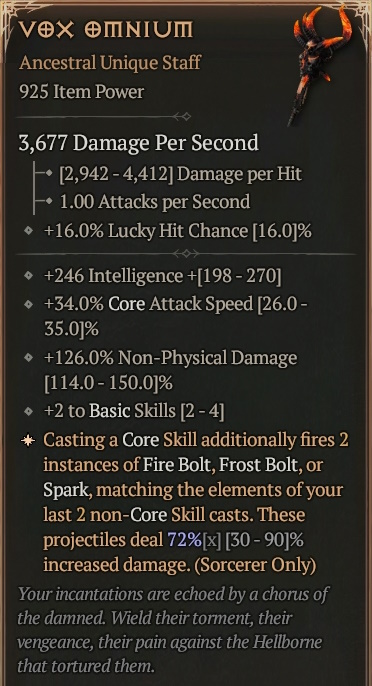 VOX OMNIUM
Ancestral Unique Staff
925 Item Power
3,677 Damage Per Second
[2,942 - 4,412] Damage per Hit
1.00 Attacks per Second
+16.0% Lucky Hit Chance [16.0]%
+246 Intelligence +[198 - 270]
+34.0% Core Attack Speed [26.0 -
35.0]%
+126.0% Non-Physical Damage
[114.0 - 150.0]%
+2 to Basic Skills [2 - 4]
Casting a Core Skill additionally fires 2
instances of Fire Bolt, Frost Bolt, or
Spark, matching the elements of your
last 2 non-Core Skill casts. These
projectiles deal 72%[x] [30 - 90]%
increased damage. (Sorcerer Only)
Your incantations are echoed by a chorus of
the damned. Wield their torment, their
vengeance, their pain against the Hellborne
that tortured them.